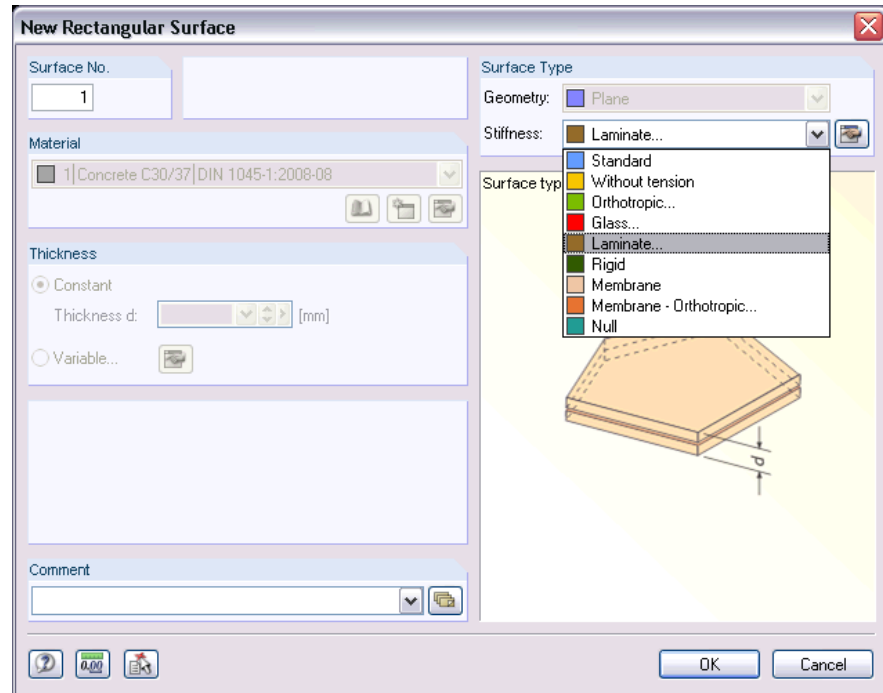 New Rectangular Surface
Surface No.
1
Material
1 Concrete C30/37 DIN 1045-1:2008-08
Thickness
Constant
Thickness d:
[mm]
Variable...
Comment
Surface Type
Geometry:
Plane
Stiffness:
Laminate...
Standard
Without tension
Orthotropic...
Glass...
Laminate...
Rigid
Membrane
Membrane - Orthotropic...
Null
Surface typ
d
0.00
OK
Cancel